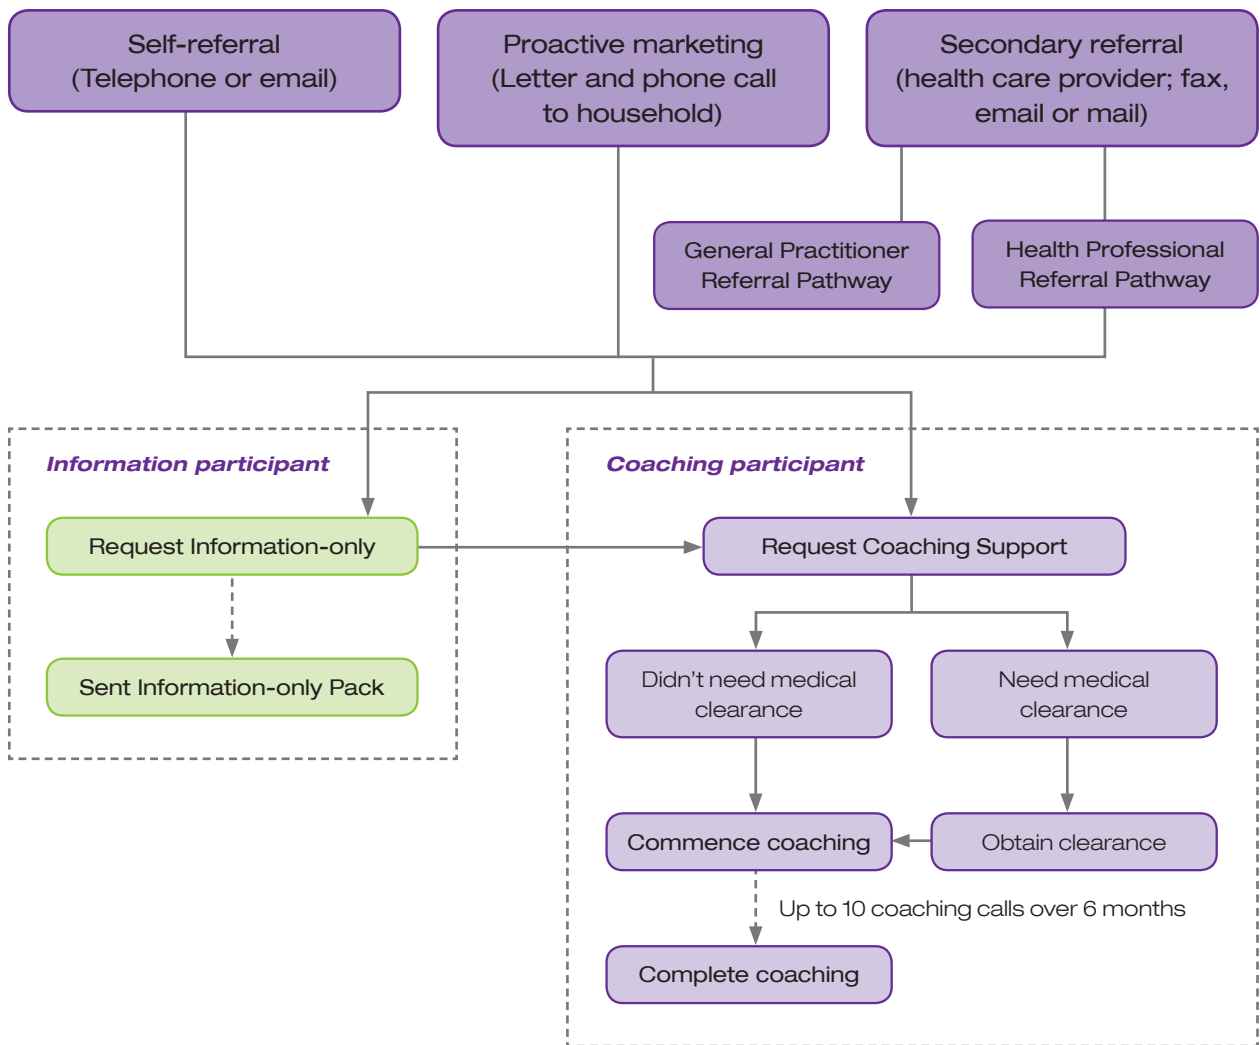 Self-referral
(Telephone or email)
Proactive marketing
(Letter and phone call
to household)
Secondary referral
(health care provider; fax,
email or mail)
General Practitioner
Referral Pathway
Health Professional
Referral Pathway
Information participant
Request Information-only
Sent Information-only Pack
Coaching participant
Request Coaching Support
Didn't need medical
clearance
Need medical
clearance
Commence coaching
Obtain clearance
Up to 10 coaching calls over 6 months
Complete coaching